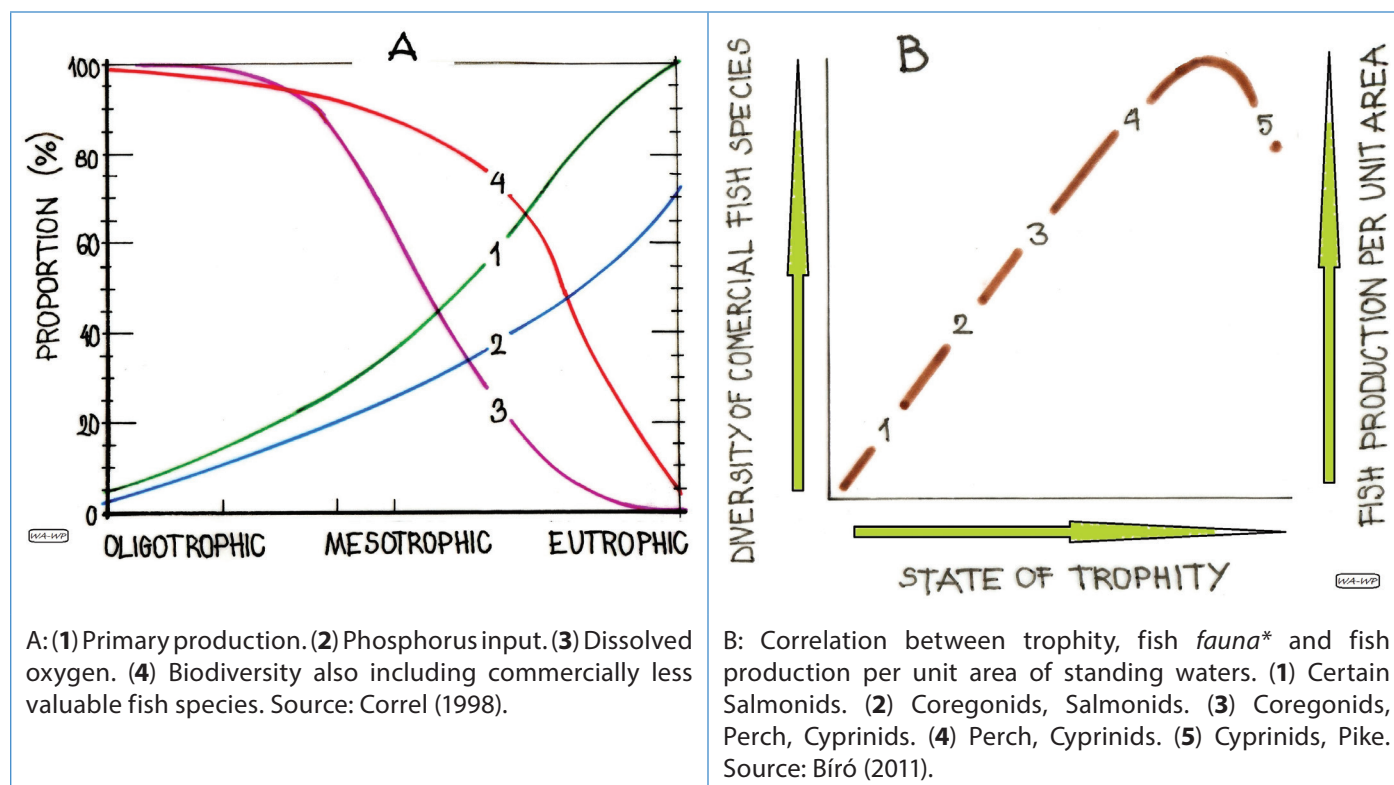 A
PROPORTION (%)
100
80
60
40
20
0
4
1
2
3
OLIGOTROPHIC MESOTROPHIC EUTROPHIC
WA-WP
A: (1) Primary production. (2) Phosphorus input. (3) Dissolved
oxygen. (4) Biodiversity also including commercially less
valuable fish species. Source: Correl (1998).
B
DIVERSITY OF COMERCIAL FISH SPECIES
FISH PRODUCTION PER UNIT AREA
1
2
3
4
5
STATE OF TROPHITY
WA-WP
B: Correlation between trophity, fish fauna* and fish
production per unit area of standing waters. (1) Certain
Salmonids. (2) Coregonids, Salmonids. (3) Coregonids,
Perch, Cyprinids. (4) Perch, Cyprinids. (5) Cyprinids, Pike.
Source: Bíró (2011).